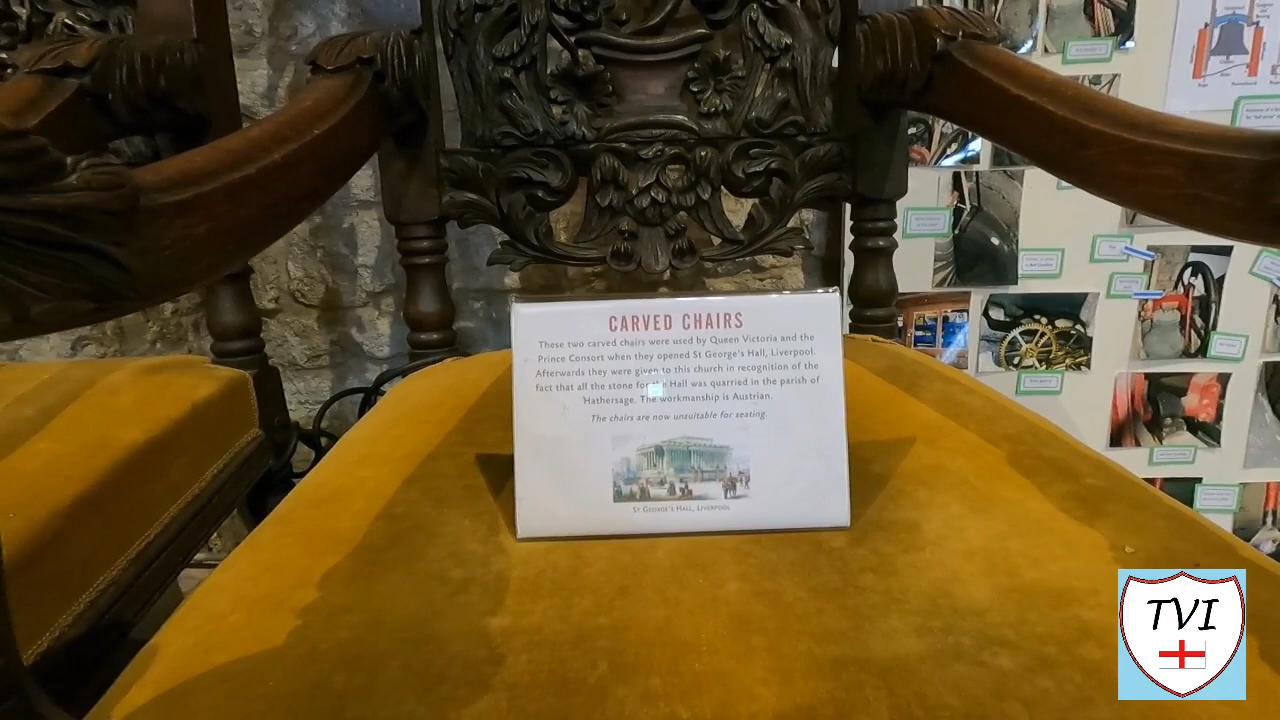 CARVED CHAIRS
These two carved chairs were used by Queen Victoria and the
Prince Consort when they opened St George's Hall, Liverpool.
Afterwards they were given to this church in recognition of the
fact that all the stone for Hall was quarried in the parish of
Hathersage. The workmanship is Austrian.
The chairs are now unsuitable for seating.
ST GEORGE'S HALL, LIVERPOOL
TVI